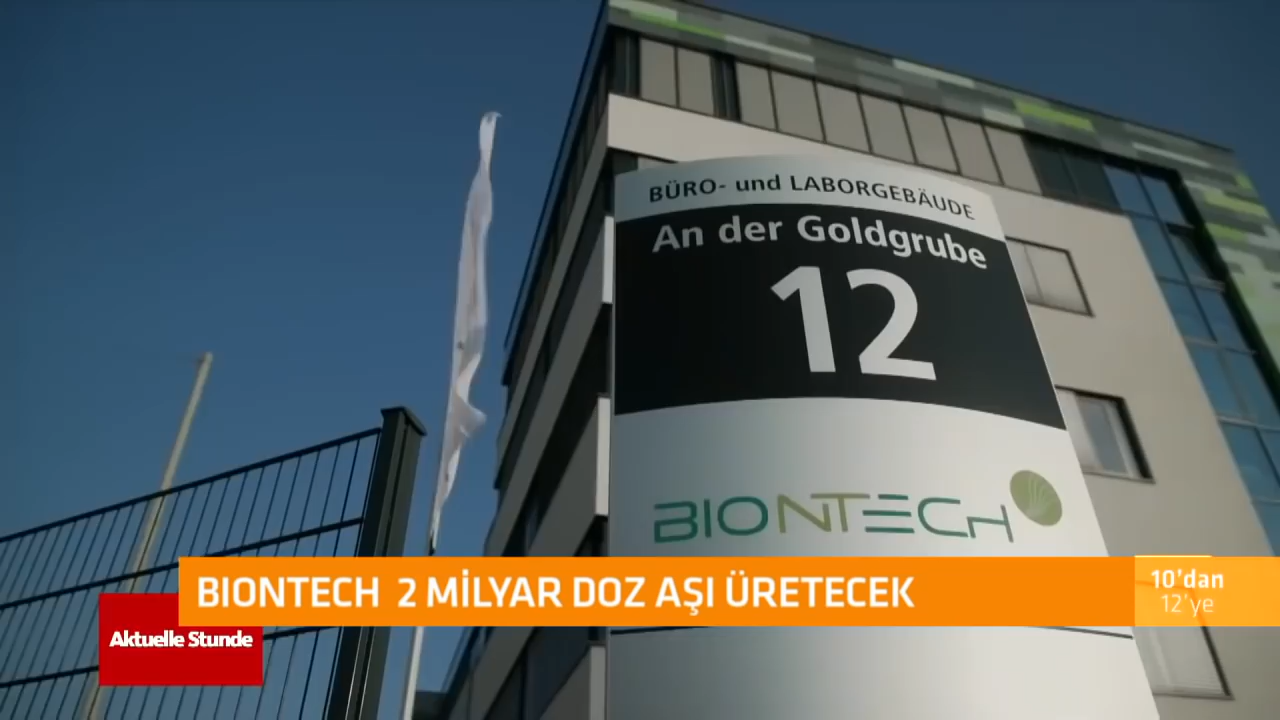 BÜRO- und LABORGEBÄUDE
An der Goldgrube
12
BIONTECH
BIONTECH 2 MİLYAR DOZ AŞI ÜRETECEK
10'dan
12'ye
Aktuelle Stunde